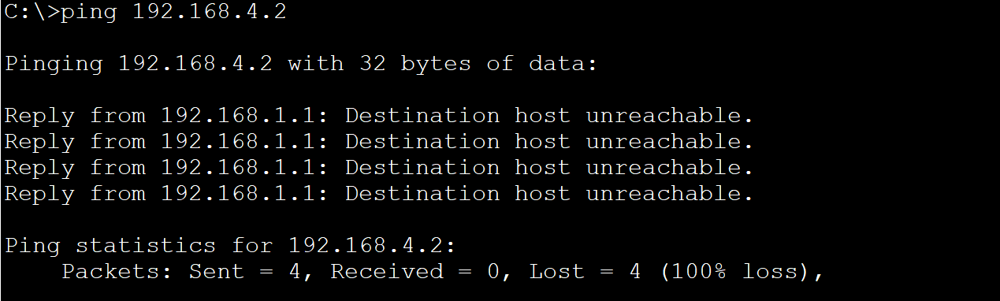 C:\>ping 192.168.4.2
Pinging 192.168.4.2 with 32 bytes of data:
Reply from 192.168.1.1: Destination host unreachable.
Reply from 192.168.1.1: Destination host unreachable.
Reply from 192.168.1.1: Destination host unreachable.
Reply from 192.168.1.1: Destination host unreachable.
Ping statistics for 192.168.4.2:
    Packets: Sent = 4, Received = 0, Lost = 4 (100% loss),